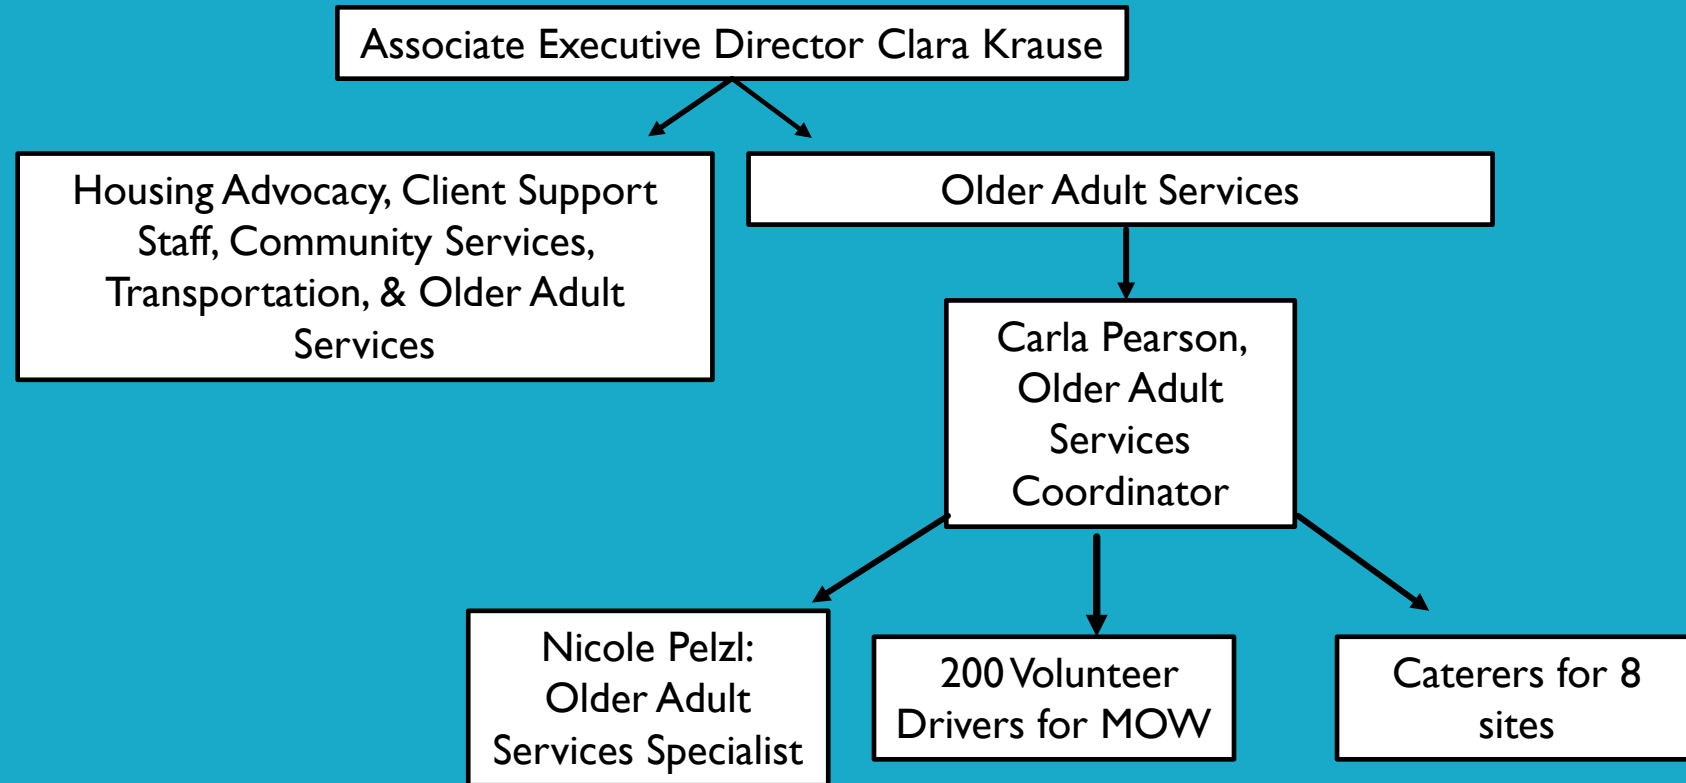 Associate Executive Director Clara Krause
Housing Advocacy, Client Support
Staff, Community Services,
Transportation, & Older Adult
Services
Older Adult Services
Carla Pearson,
Older Adult
Services
Coordinator
Nicole Pelzl:
Older Adult
Services Specialist
200 Volunteer
Drivers for MOW
Caterers for 8
sites